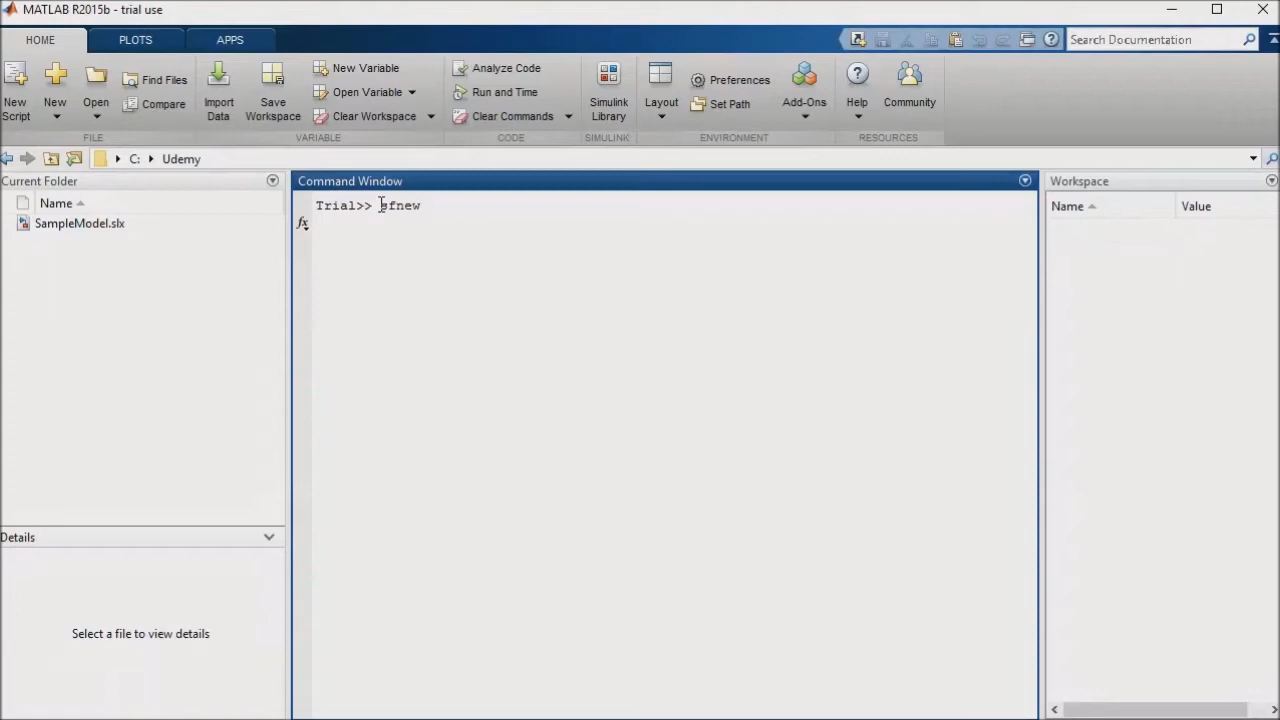 MATLAB R2015b - trial use
HOME
PLOTS
APPS
Search Documentation
New Script
New
Open
Find Files
Compare
FILE
Import Data
Save Workspace
New Variable
Open Variable
Clear Workspace
VARIABLE
Analyze Code
Run and Time
Clear Commands
CODE
Simulink Library
SIMULINK
Layout
Preferences
Set Path
ENVIRONMENT
Add-Ons
Help
Community
RESOURCES
C: Udemy
Current Folder
Name
SampleModel.slx
Details
Select a file to view details
Command Window
Trial>> sfnew
fx
Workspace
Name
Value